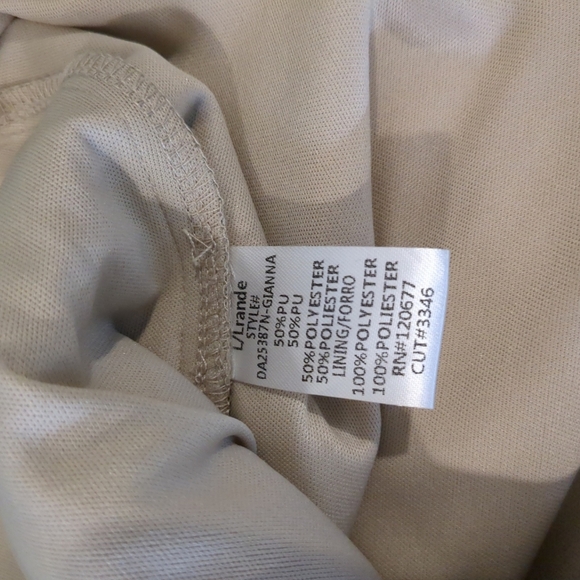 L/Lrande
STYLE#
DA25387N-GIANNA
50%PU
50%PU
50%POLYESTER
50%POLIESTER
LINING/FORRO
100%POLYESTER
100%POLIESTER
RN#120677
CUT#3346